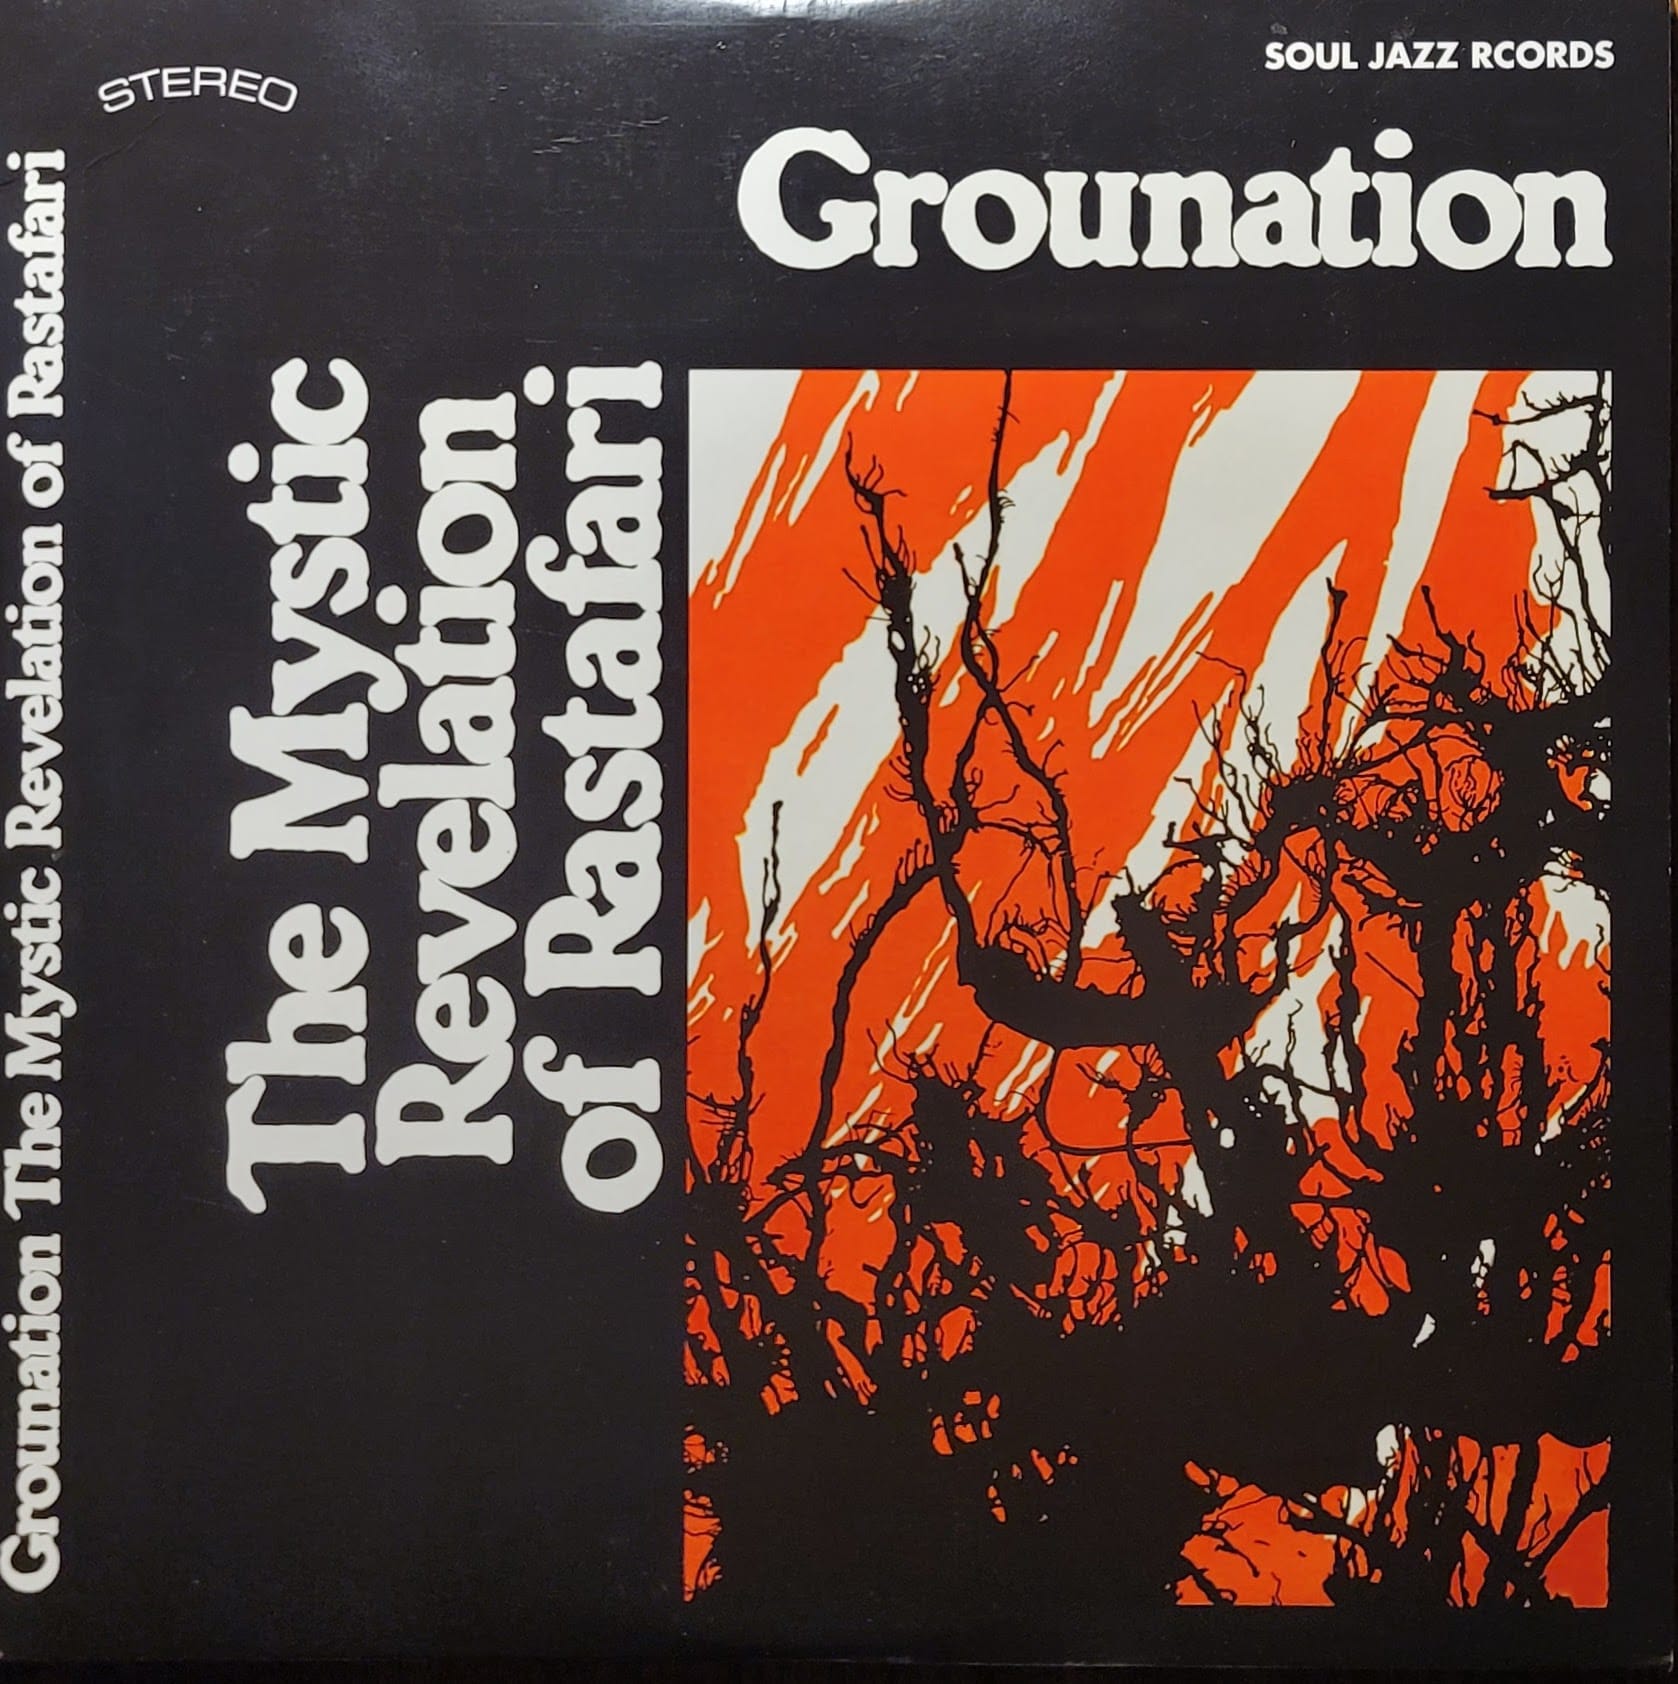 STEREO
SOUL JAZZ RCORDS
Grounation
The Mystic
Revelation
of Rastafari
Grounation The Mystic Revelation of Rastafari